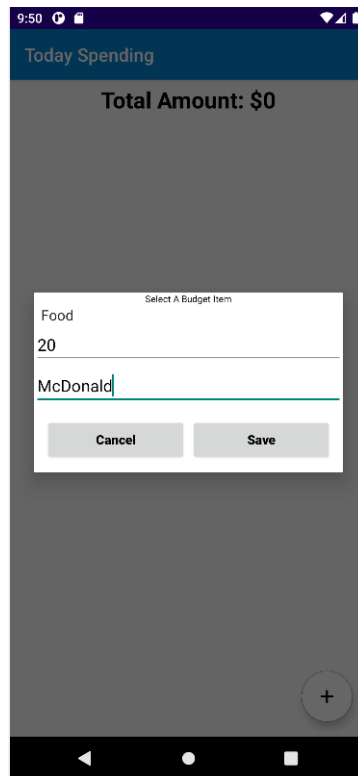 9:50
Today Spending
Total Amount: $0
Select A Budget Item
Food
20
McDonald
Cancel Save
+